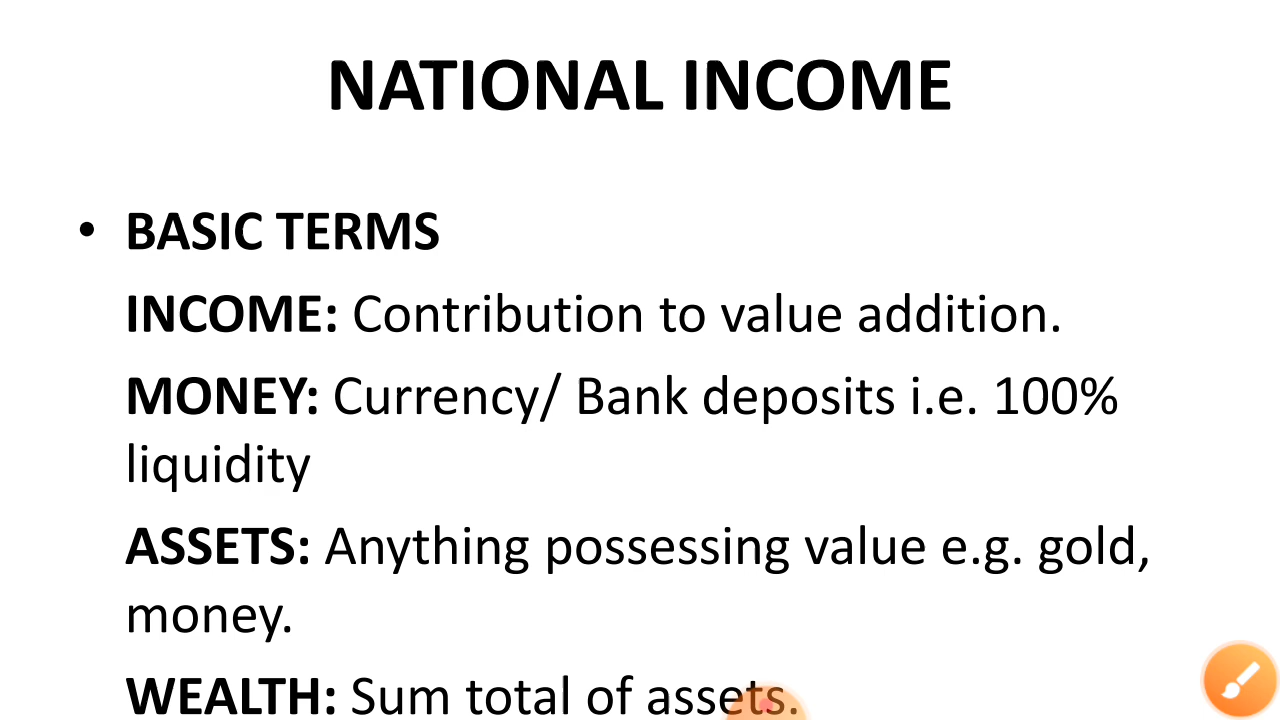 NATIONAL INCOME
• BASIC TERMS
INCOME: Contribution to value addition.
MONEY: Currency/ Bank deposits i.e. 100%
liquidity
ASSETS: Anything possessing value e.g. gold,
money.
WEALTH: Sum total of assets.